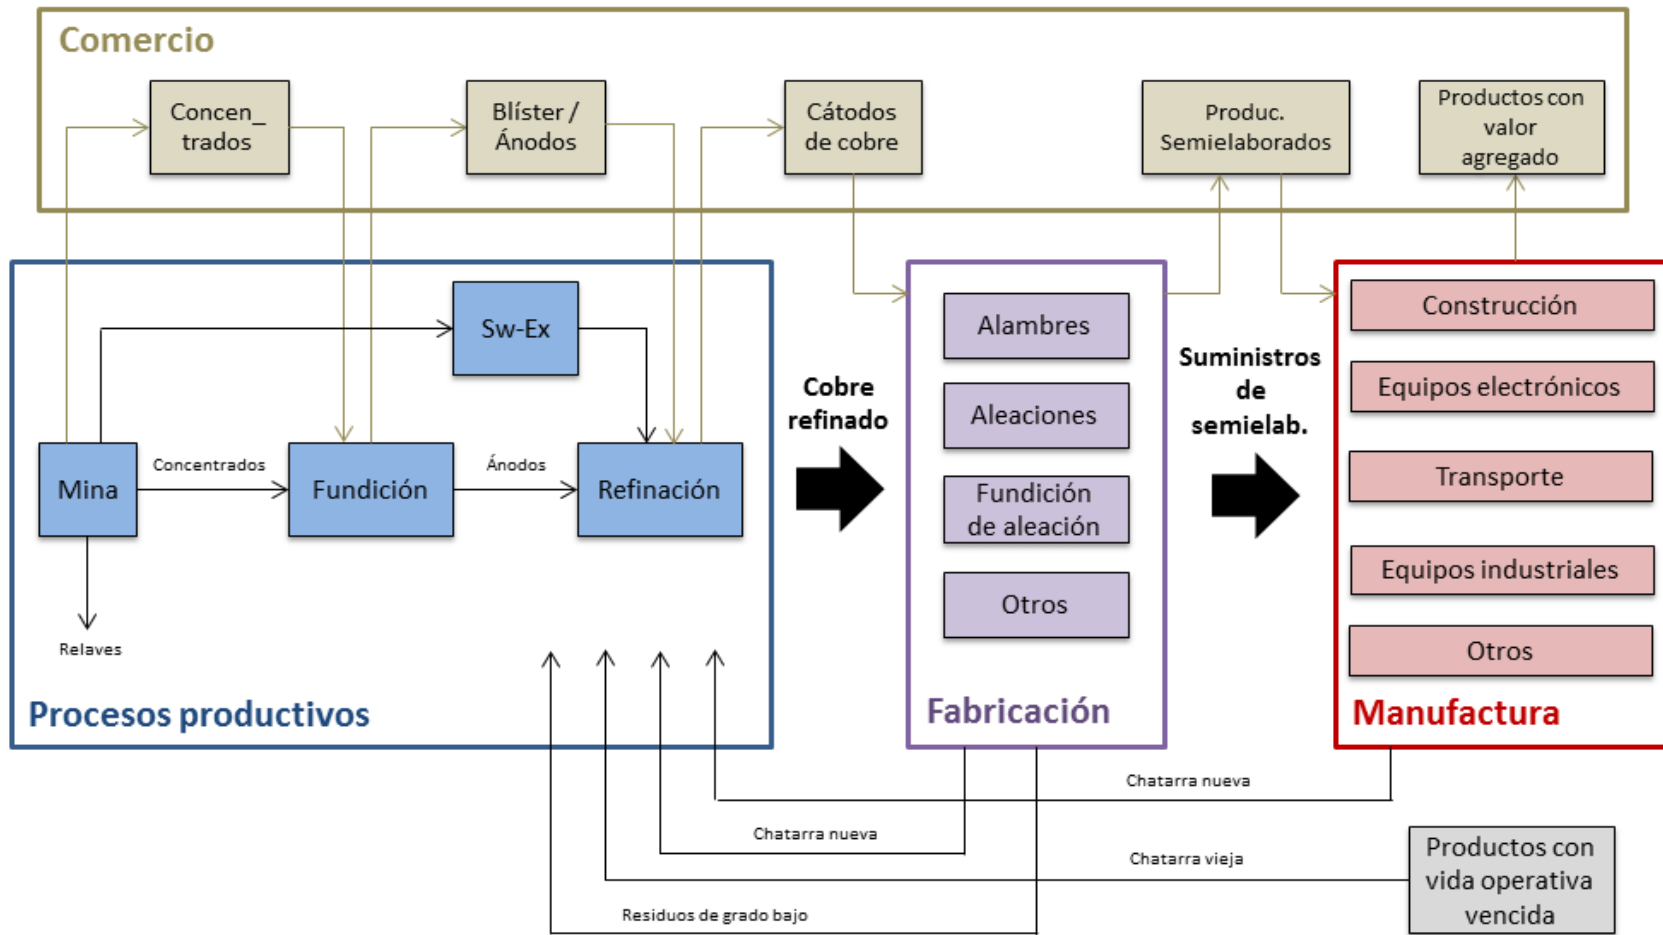 Comercio
Concen_
trados
Blíster /
Ánodos
Cátodos
de cobre
Produc.
Semielaborados
Productos con
valor
agregado
Sw-Ex
Mina
Concentrados
Fundición
Ánodos
Refinación
Relaves
Procesos productivos
Cobre
refinado
Alambres
Aleaciones
Fundición
de aleación
Otros
Fabricación
Suministros
de
semielab.
Construcción
Equipos electrónicos
Transporte
Equipos industriales
Otros
Manufactura
Chatarra nueva
Chatarra nueva
Chatarra vieja
Residuos de grado bajo
Productos con
vida operativa
vencida